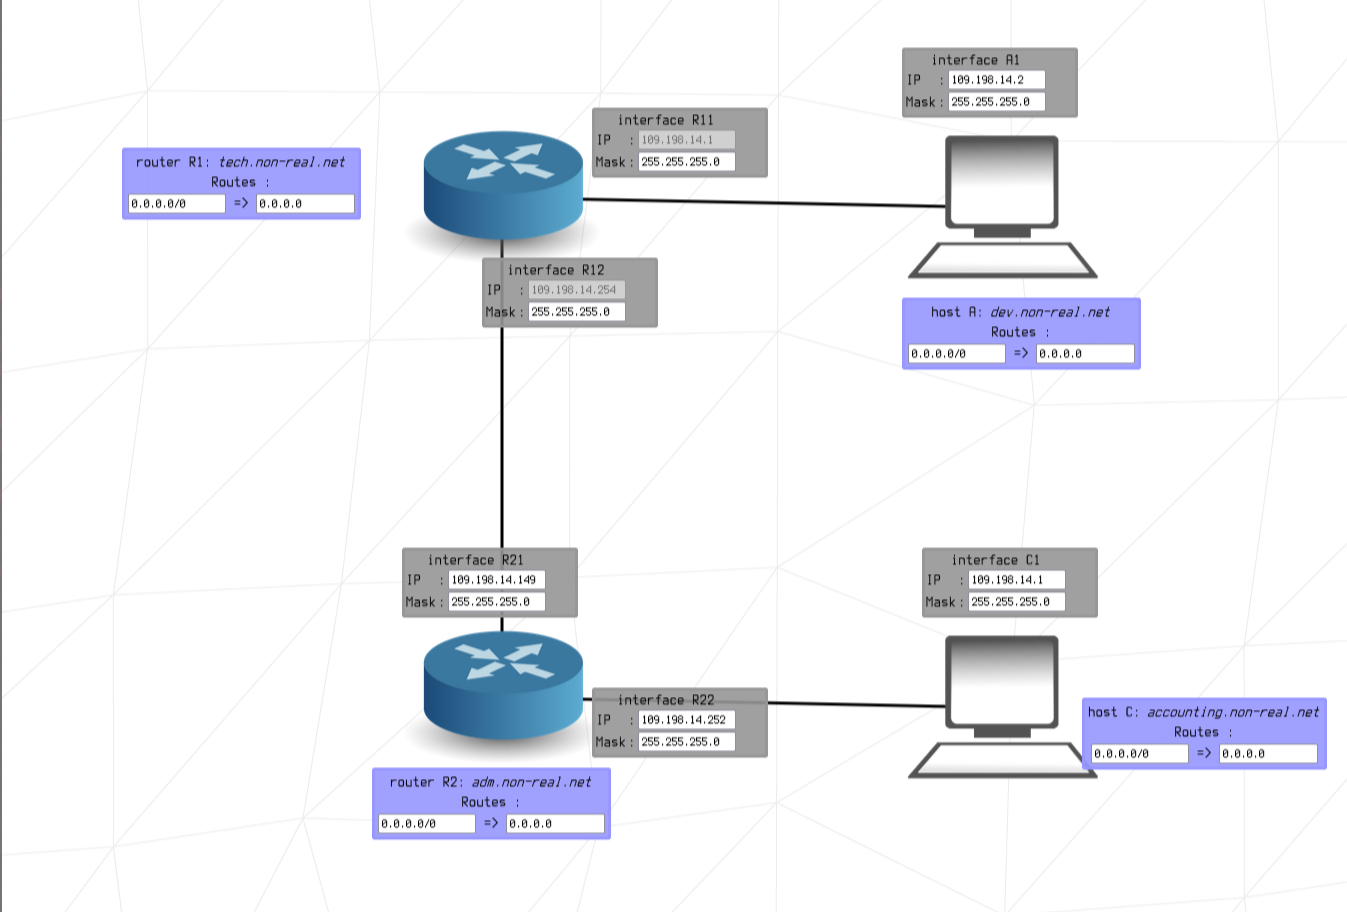 interface A1
IP : 109.198.14.2
Mask : 255.255.255.0
interface R11
IP : 109.198.14.1
Mask : 255.255.255.0
router R1: tech.non-real.net
Routes :
0.0.0.0/0 => 0.0.0.0
interface R12
IP : 109.198.14.254
Mask : 255.255.255.0
host A: dev.non-real.net
Routes :
0.0.0.0/0 => 0.0.0.0
interface R21
IP : 109.198.14.149
Mask : 255.255.255.0
interface C1
IP : 109.198.14.1
Mask : 255.255.255.0
interface R22
IP : 109.198.14.252
Mask : 255.255.255.0
host C: accounting.non-real.net
Routes :
0.0.0.0/0 => 0.0.0.0
router R2: adm.non-real.net
Routes :
0.0.0.0/0 => 0.0.0.0